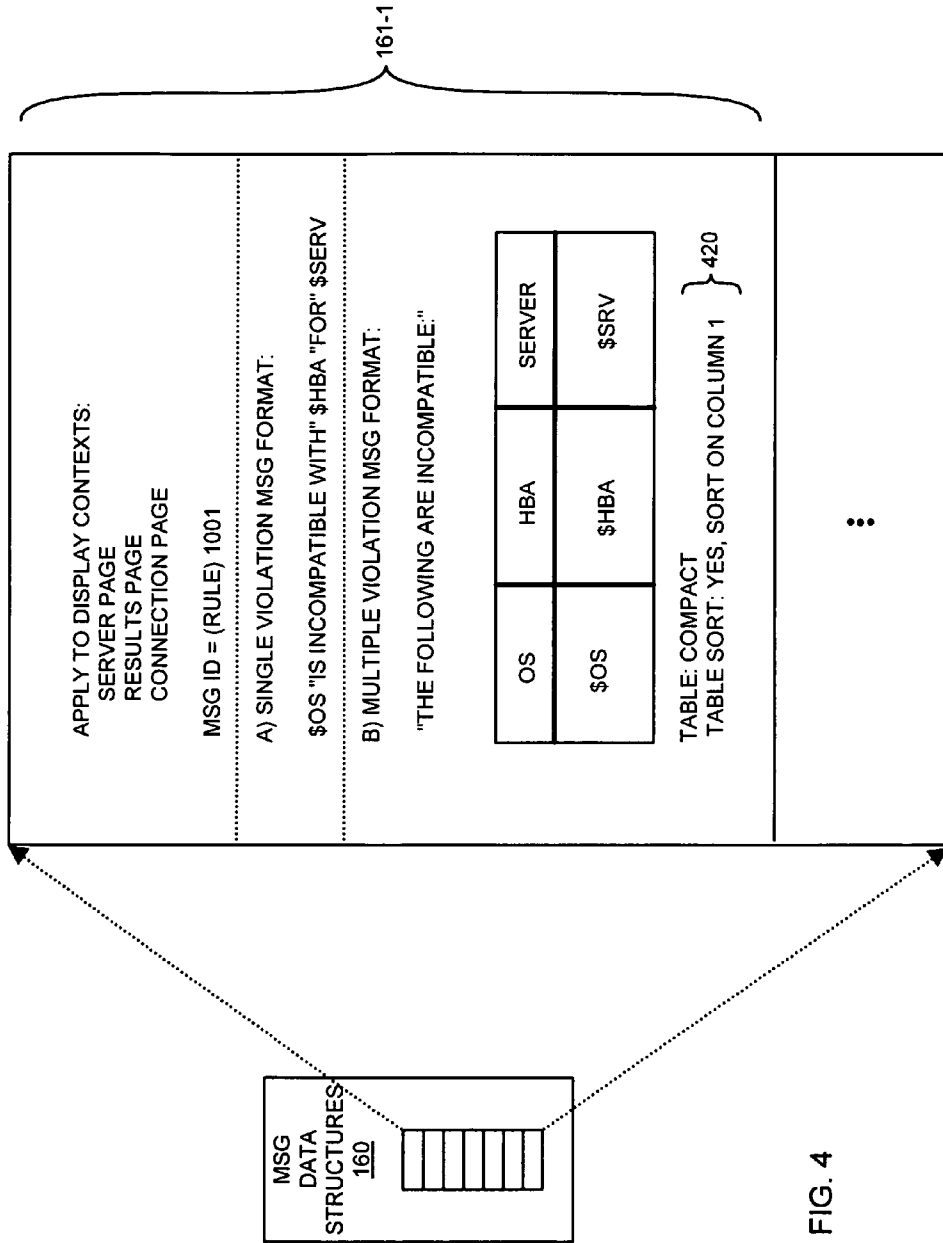 MSG
DATA
STRUCTURES
160
APPLY TO DISPLAY CONTEXTS:
SERVER PAGE
RESULTS PAGE
CONNECTION PAGE
MSG ID = (RULE) 1001
A) SINGLE VIOLATION MSG FORMAT:
$OS "IS INCOMPATIBLE WITH" $HBA "FOR" $SERV
B) MULTIPLE VIOLATION MSG FORMAT:
"THE FOLLOWING ARE INCOMPATIBLE:"
OS HBA SERVER
$OS $HBA $SRV
TABLE: COMPACT
TABLE SORT: YES, SORT ON COLUMN 1
420
161-1
•••
FIG. 4